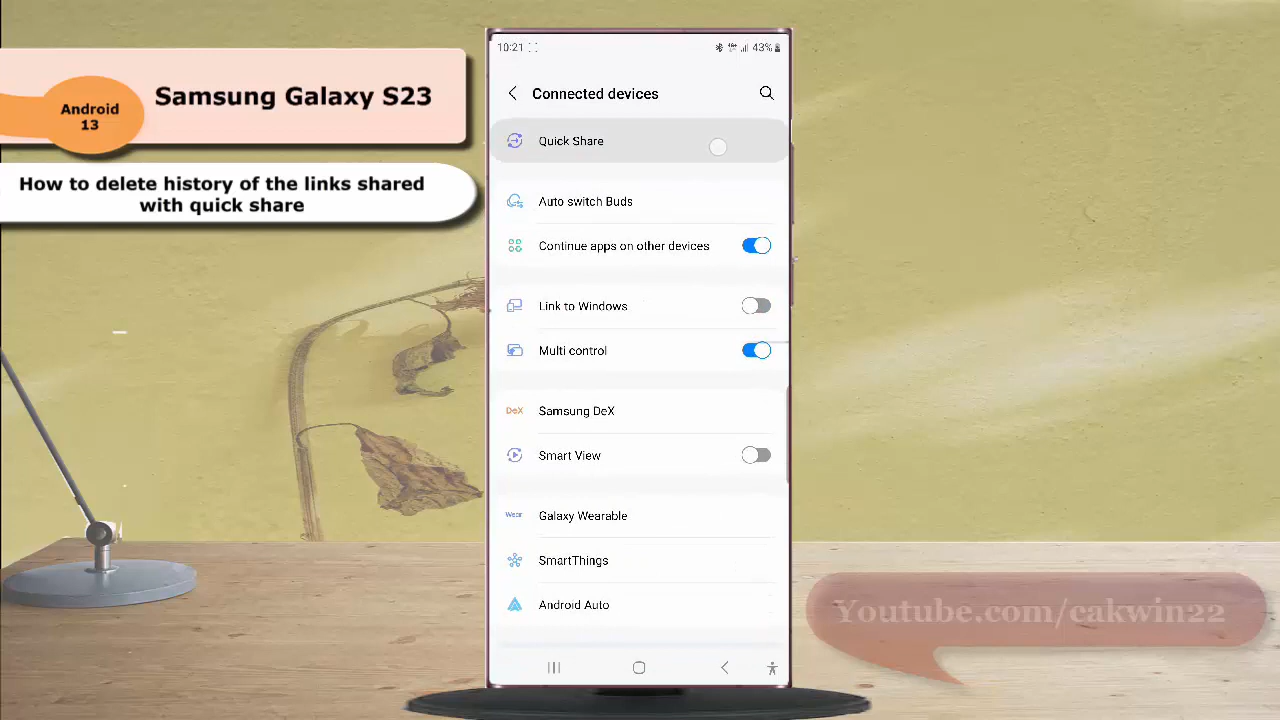 Samsung Galaxy S23
Android
13
How to delete history of the links shared
with quick share
10:21
43%
Connected devices
Quick Share
Auto switch Buds
Continue apps on other devices
Link to Windows
Multi control
DeX
Samsung DeX
Smart View
Wear
Galaxy Wearable
SmartThings
Android Auto
Youtube.com/cakwin22